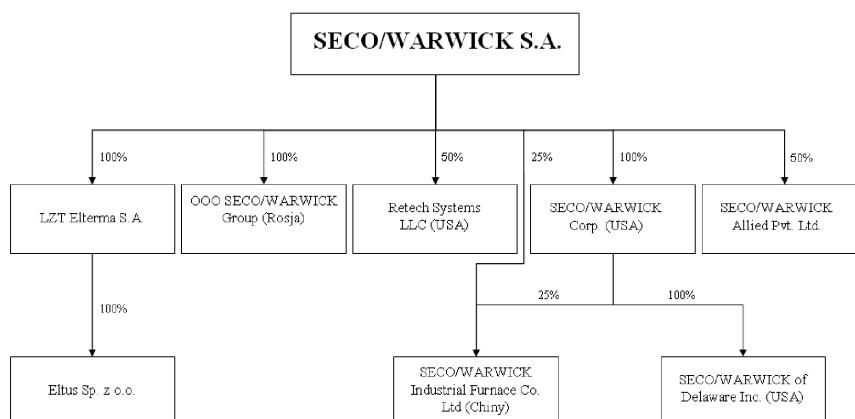 SECO/WARWICK S.A.
100%
100%
50%
25%
100%
50%
LZT Elterma S.A.
OOO SECO/WARWICK
Group (Rosja)
Retech Systems
LLC (USA)
SECO/WARWICK
Corp. (USA)
SECO/WARWICK
Allied Pvt. Ltd.
100%
25%
100%
Eltus Sp. z o.o.
SECO/WARWICK
Industrial Furnace Co.
Ltd (Chiny)
SECO/WARWICK of
Delaware Inc. (USA)